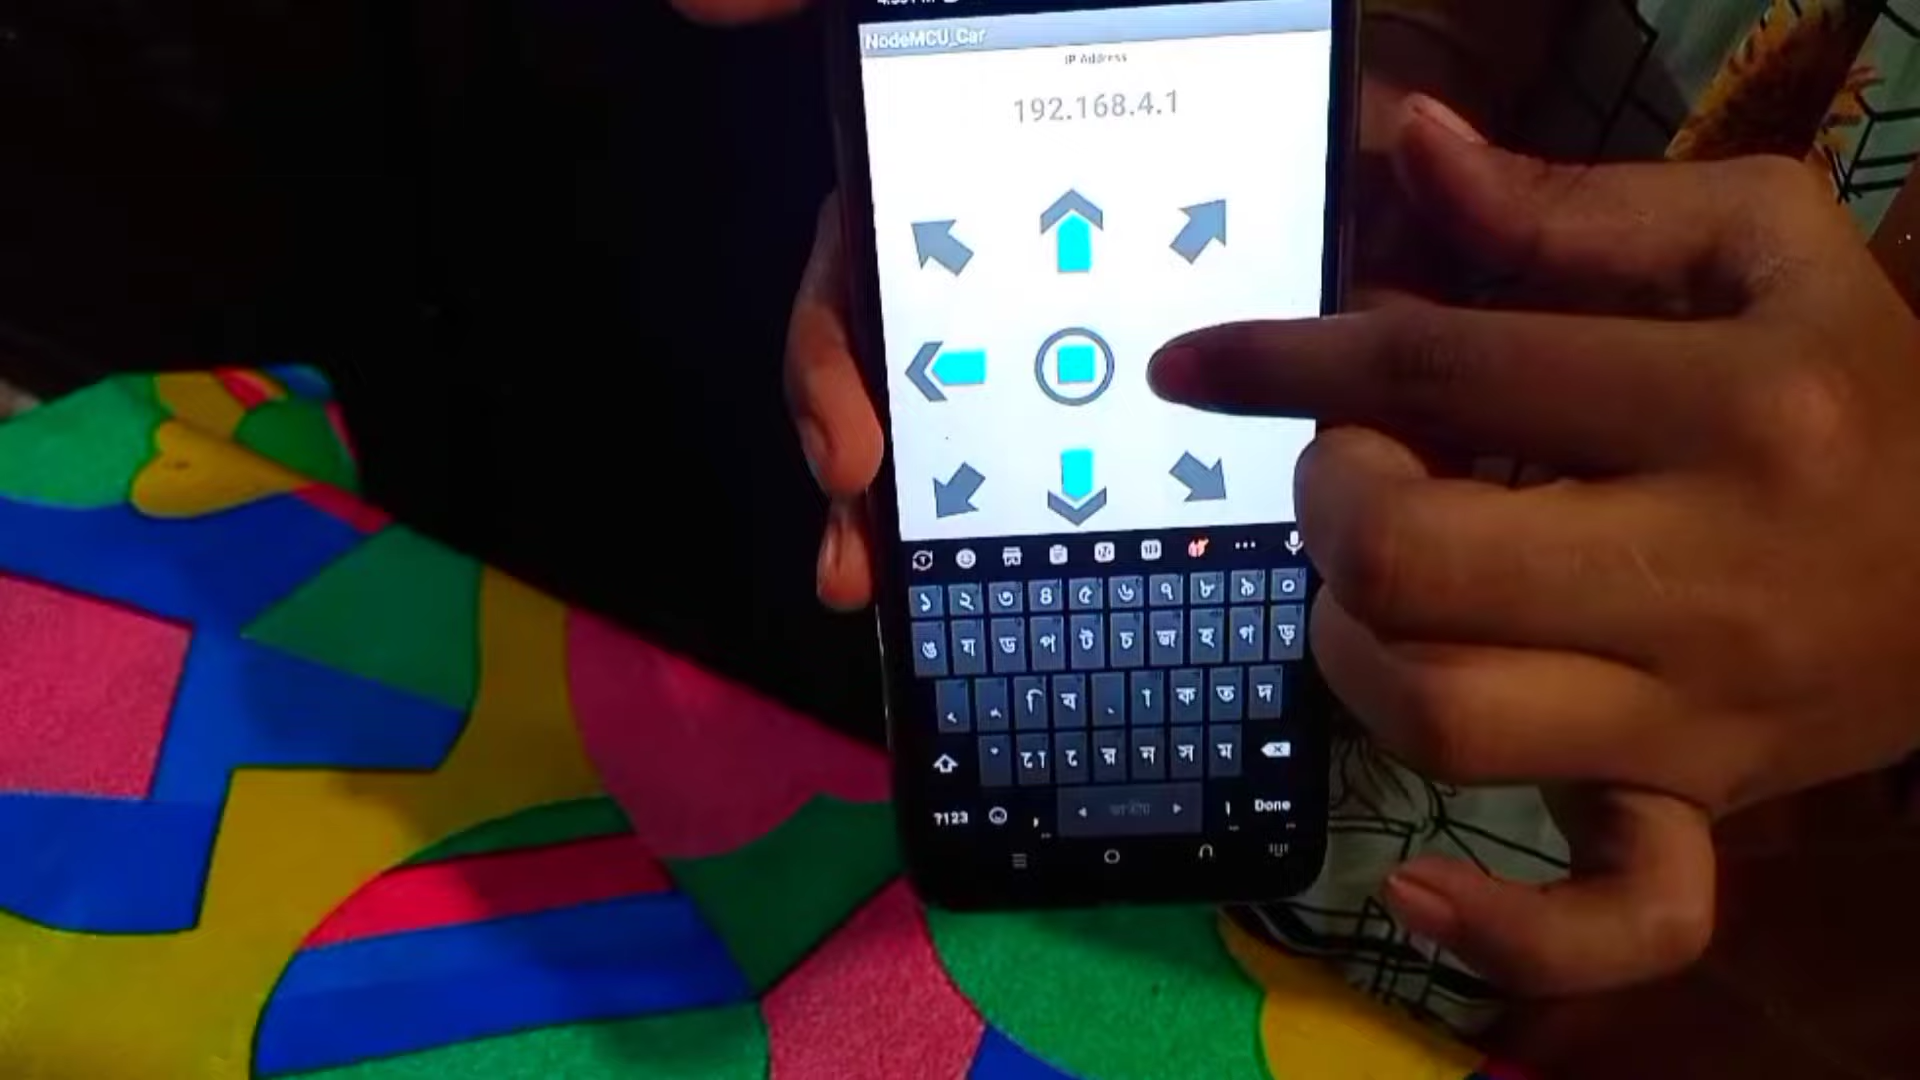 NodeMCU_Car
IP Address
192.168.4.1
১ ২ ৩ ৪ ৫ ৬ ৭ ৮ ৯ ০
ঙ য ড প ট চ জ হ গ ড়
ৃ ু ি ব ্ া ক ত দ
ঁ ো ে র ন স ম
?123 , । Done